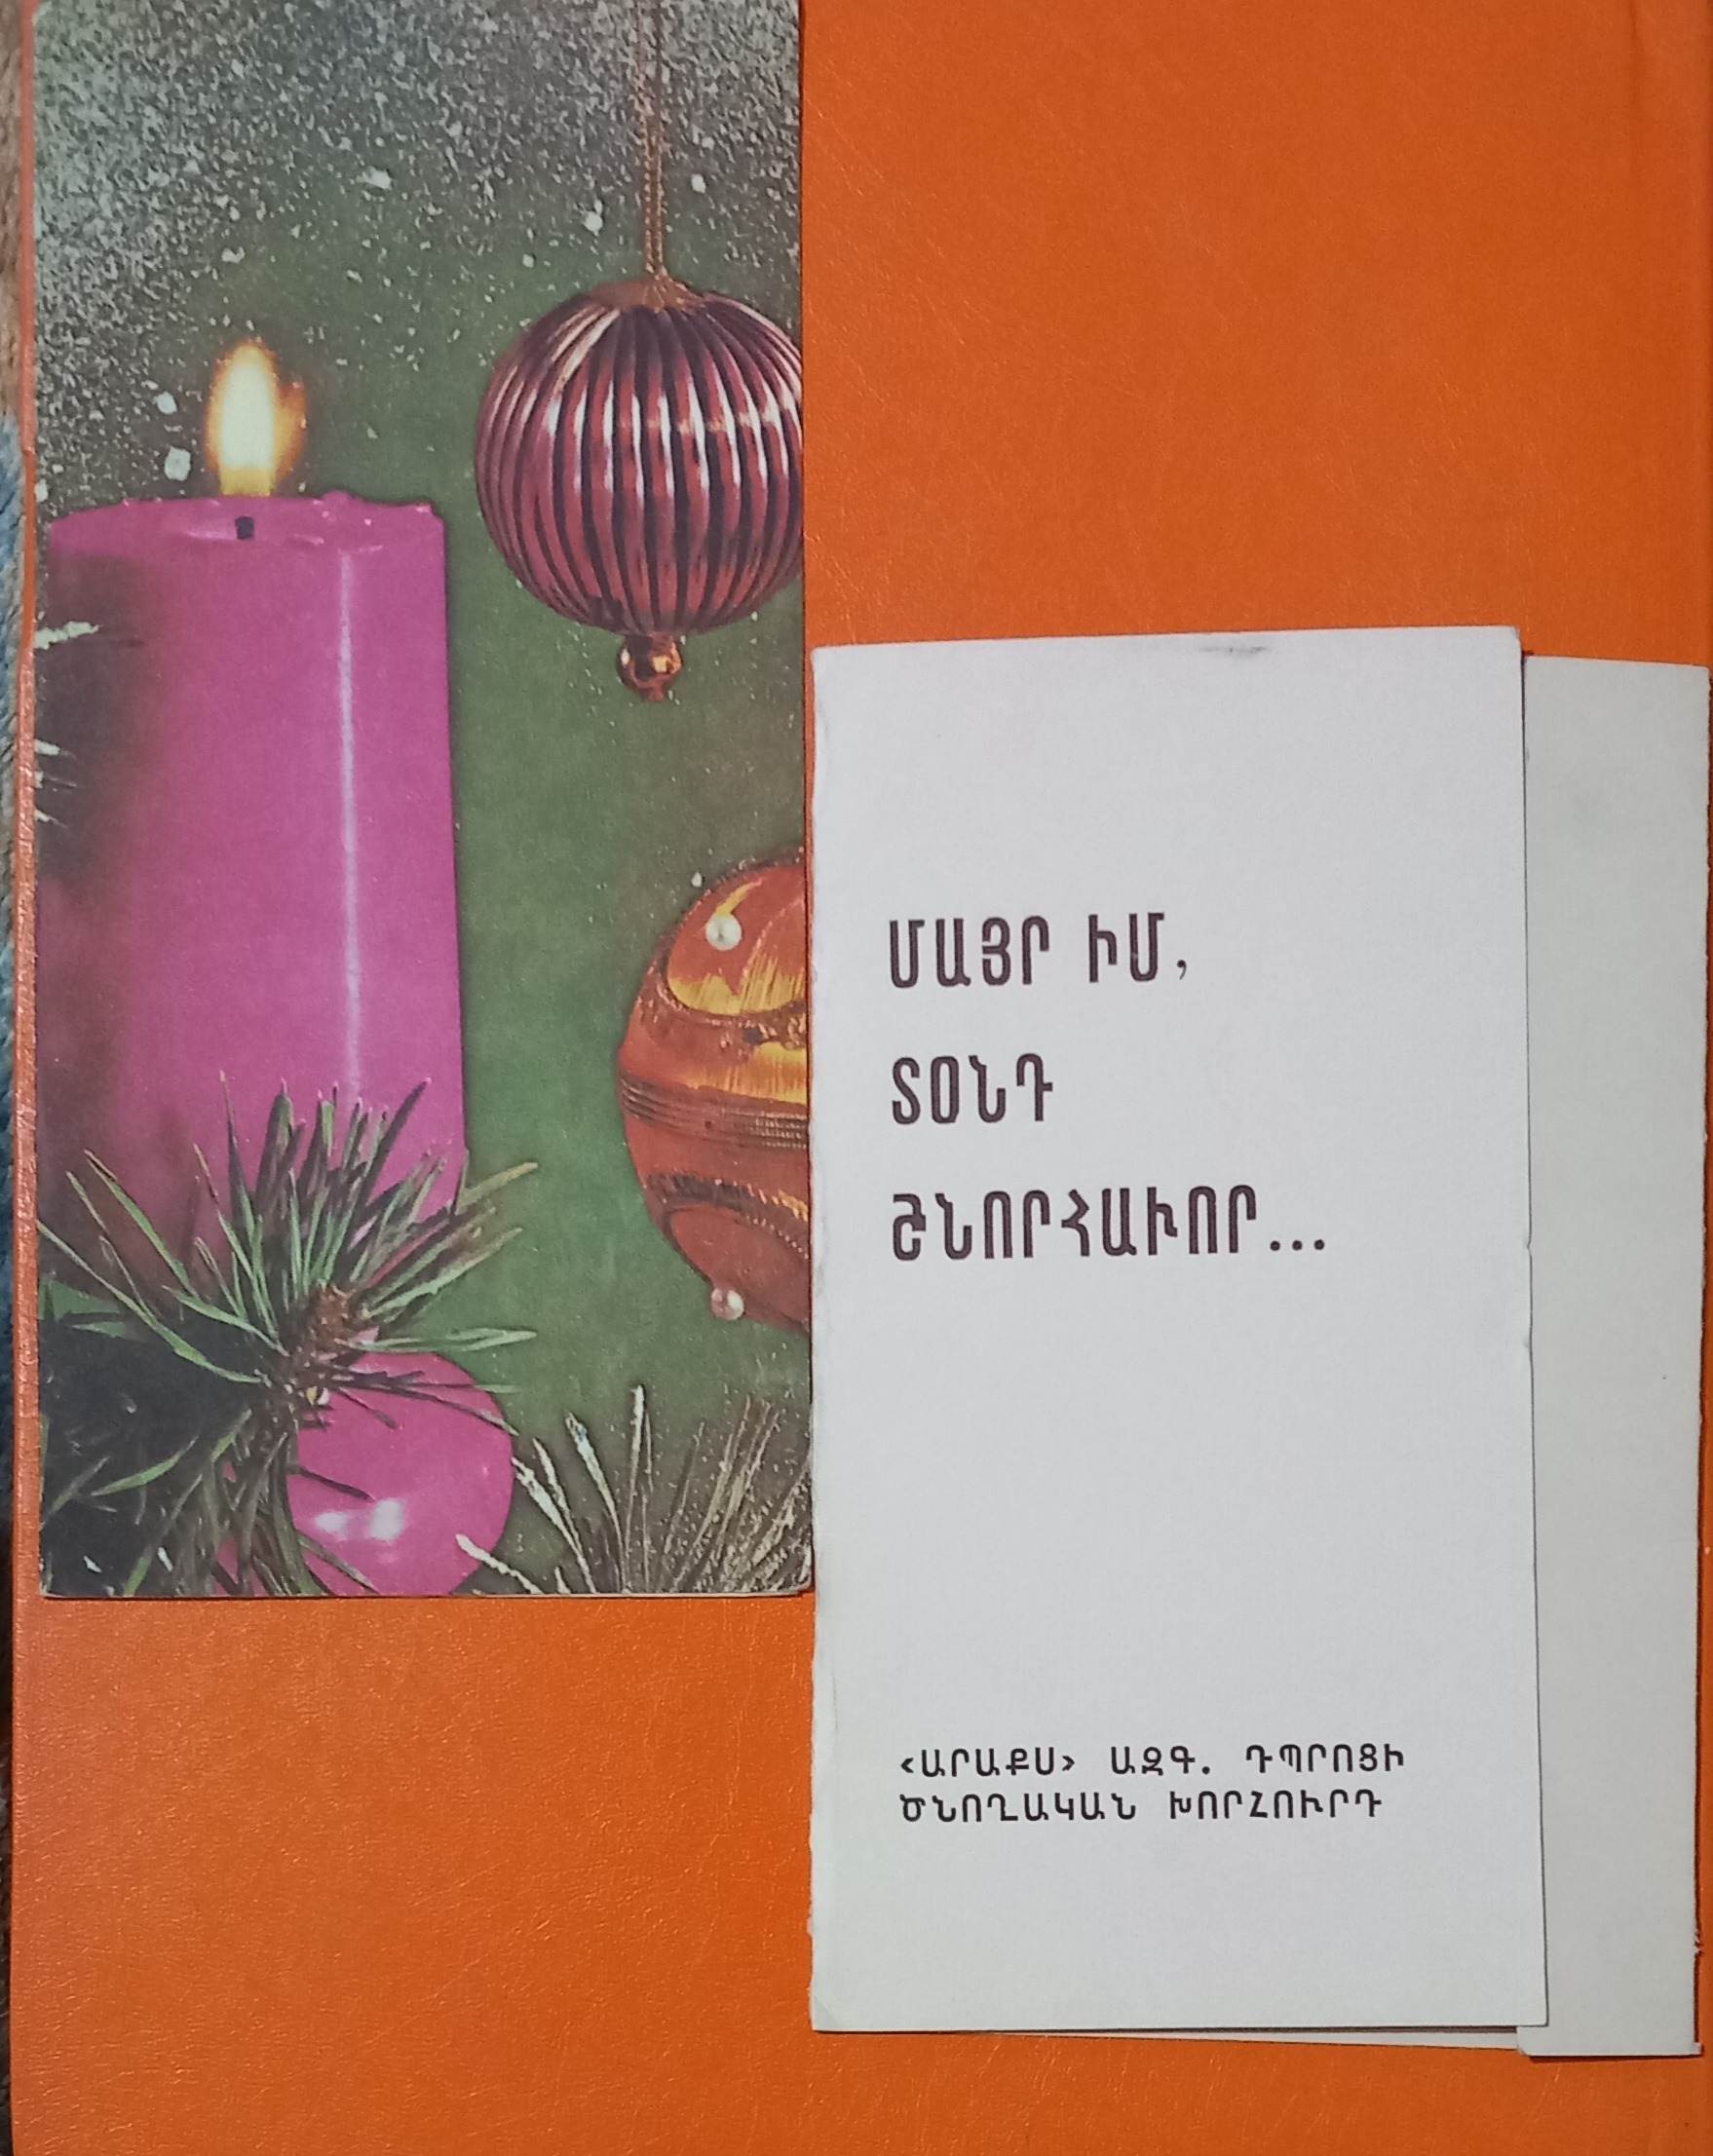 ՄԱՅՐ ԻՄ,
ՏՕՆԴ
ՇՆՈՐՀԱՒՈՐ...
<ԱՐԱՔՍ> ԱԶԳ. ԴՊՐՈՑԻ
ԾՆՈՂԱԿԱՆ ԽՈՐՀՈՒՐԴ